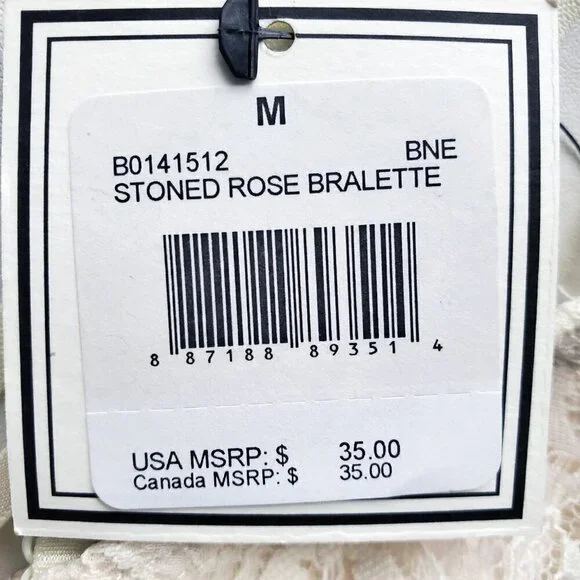 M
B0141512 BNE
STONED ROSE BRALETTE
8 87188 89351 4
USA MSRP: $ 35.00
Canada MSRP: $ 35.00